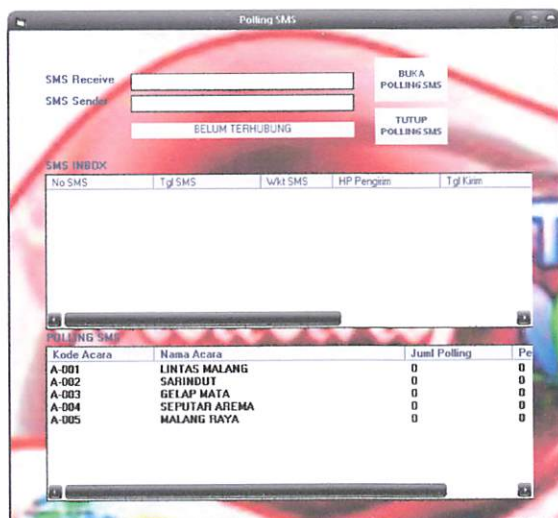 Polling SMS
SMS Receive
BUKA
POLLING SMS
SMS Sender
BELUM TERHUBUNG
TUTUP
POLLING SMS
SMS INBOX
No SMS Tgl SMS Wkt SMS HP Pengirim Tgl Kirim
POLLING SMS
Kode Acara Nama Acara Juml Polling Pe
A-001 LINTAS MALANG 0 0
A-002 SARINDUT 0 0
A-003 GELAP MATA 0 0
A-004 SEPUTAR AREMA 0 0
A-005 MALANG RAYA 0 0